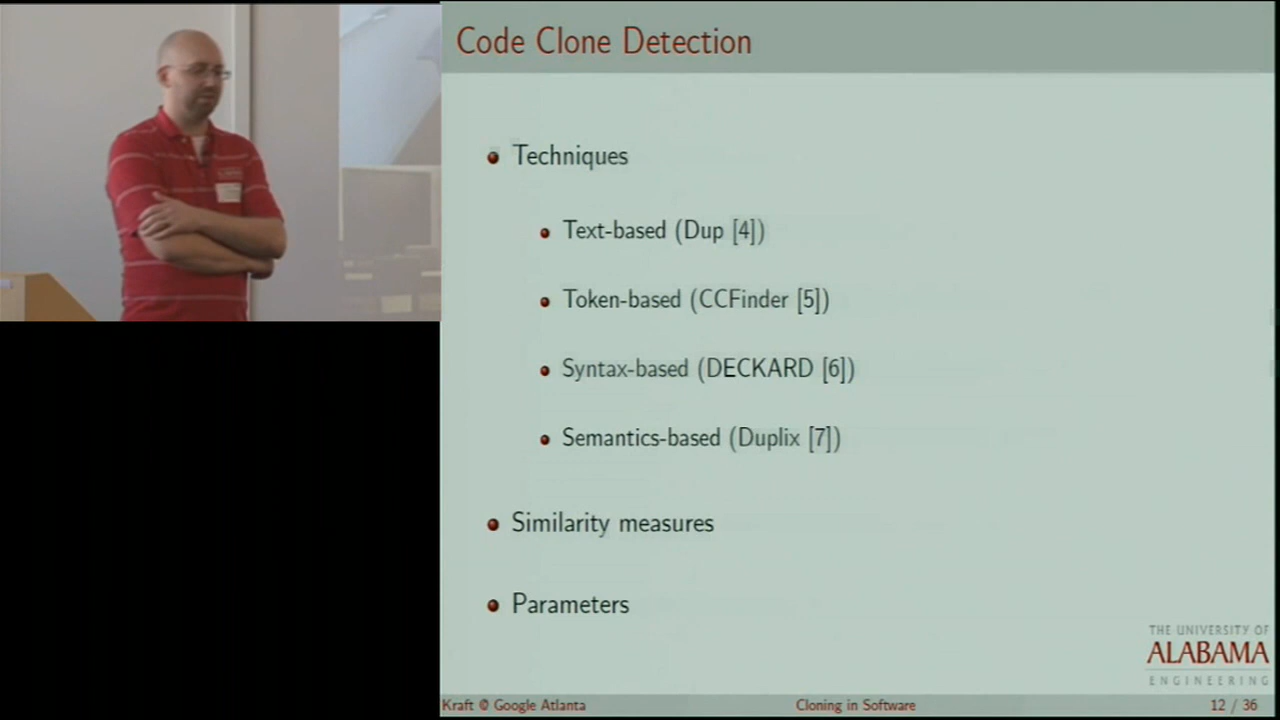 Code Clone Detection
Techniques
Text-based (Dup [4])
Token-based (CCFinder [5])
Syntax-based (DECKARD [6])
Semantics-based (Duplix [7])
Similarity measures
Parameters
THE UNIVERSITY OF
ALABAMA
ENGINEERING
Kraft @ Google Atlanta
Cloning in Software
12 / 36